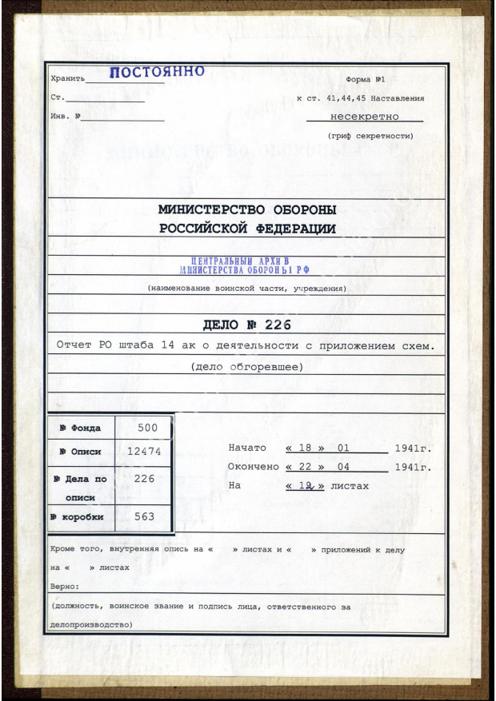 Хранить ПОСТОЯННО
Ст.
Инв. №
Форма №1
к ст. 41,44,45 Наставления
несекретно
(гриф секретности)
МИНИСТЕРСТВО ОБОРОНЫ
РОССИЙСКОЙ ФЕДЕРАЦИИ
ЦЕНТРАЛЬНЫЙ АРХИВ
МИНИСТЕРСТВА ОБОРОНЫ РФ
(наименование воинской части, учреждения)
ДЕЛО № 226
Отчет РО штаба 14 ак о деятельности с приложением схем.
(дело обгоревшее)
№ Фонда 500
№ Описи 12474
№ Дела по описи 226
№ коробки 563
Начато « 18 » 01 1941г.
Окончено « 22 » 04 1941г.
На « 12 » листах
Кроме того, внутренняя опись на « » листах и « » приложений к делу
на « » листах
Верно:
(должность, воинское звание и подпись лица, ответственного за
делопроизводство)